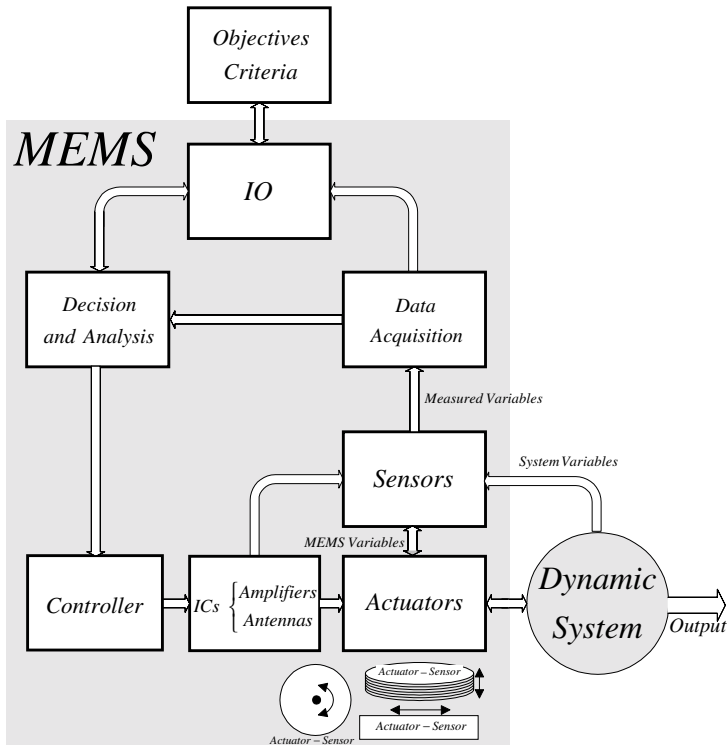 Objectives
Criteria
MEMS
IO
Decision
and Analysis
Data
Acquisition
Measured Variables
Sensors
System Variables
MEMS Variables
Controller
ICs { Amplifiers
Antennas
Actuators
Dynamic
System
Output
Actuator – Sensor
Actuator – Sensor
Actuator – Sensor